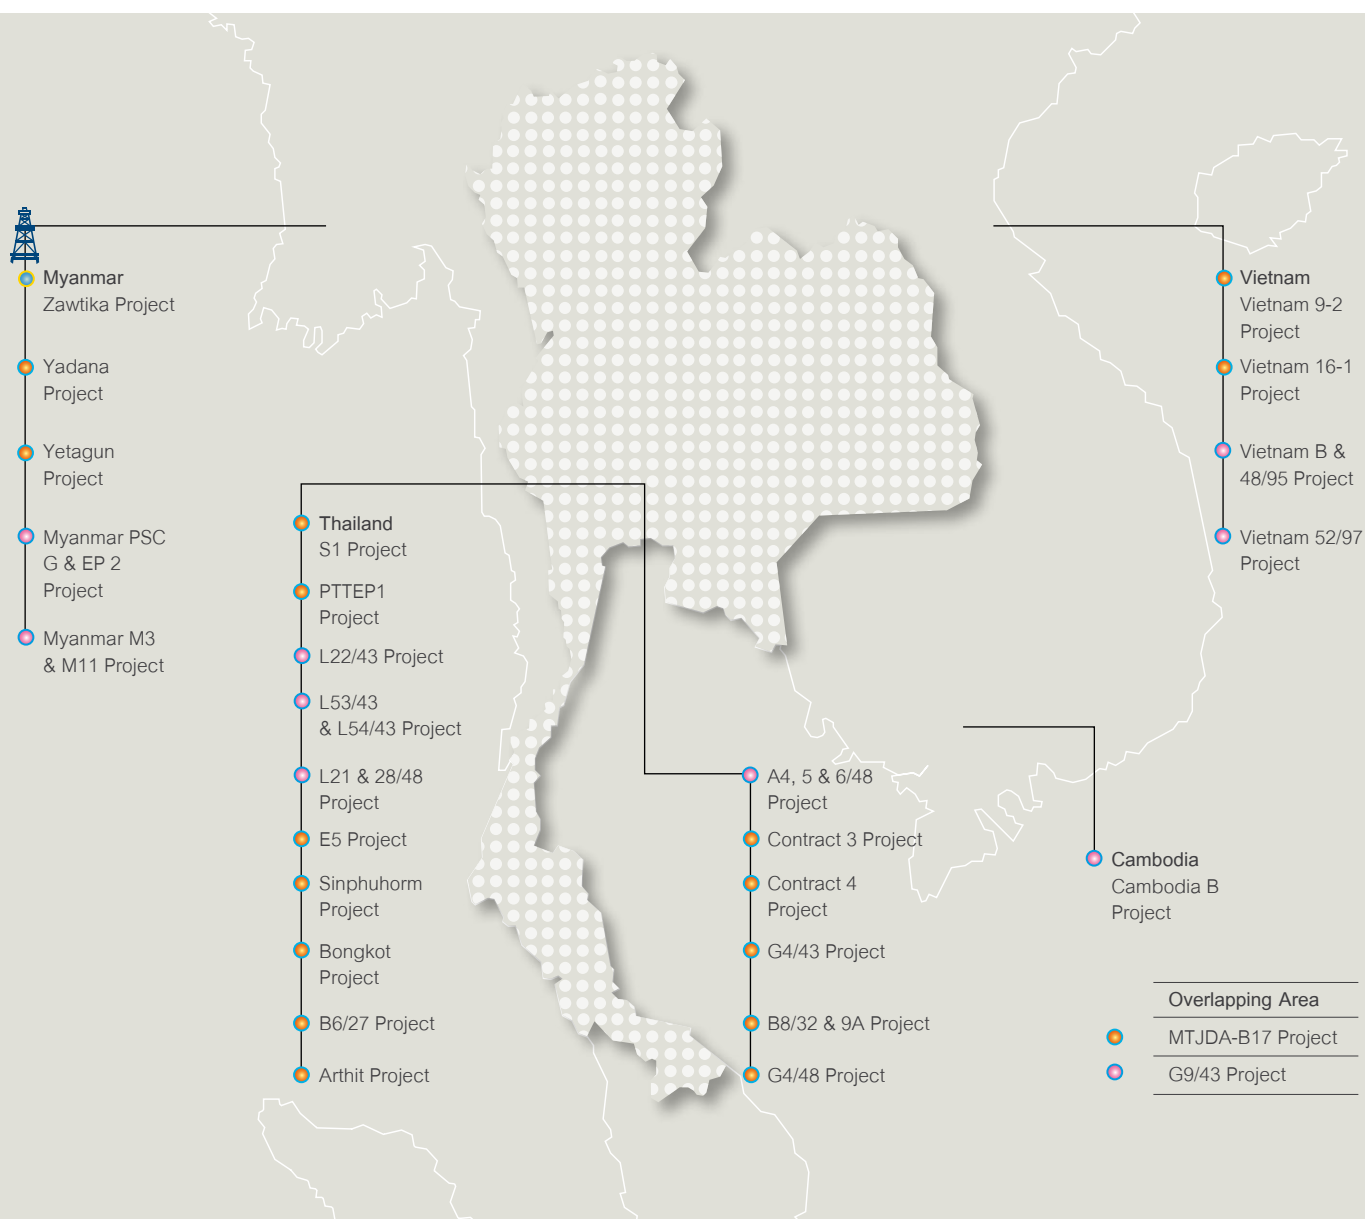 Myanmar
Zawtika Project
Yadana
Project
Yetagun
Project
Myanmar PSC
G & EP 2
Project
Myanmar M3
& M11 Project
Thailand
S1 Project
PTTEP1
Project
L22/43 Project
L53/43
& L54/43 Project
L21 & 28/48
Project
E5 Project
Sinphuhorm
Project
Bongkot
Project
B6/27 Project
Arthit Project
A4, 5 & 6/48
Project
Contract 3 Project
Contract 4
Project
G4/43 Project
B8/32 & 9A Project
G4/48 Project
Vietnam
Vietnam 9-2
Project
Vietnam 16-1
Project
Vietnam B &
48/95 Project
Vietnam 52/97
Project
Cambodia
Cambodia B
Project
Overlapping Area
MTJDA-B17 Project
G9/43 Project